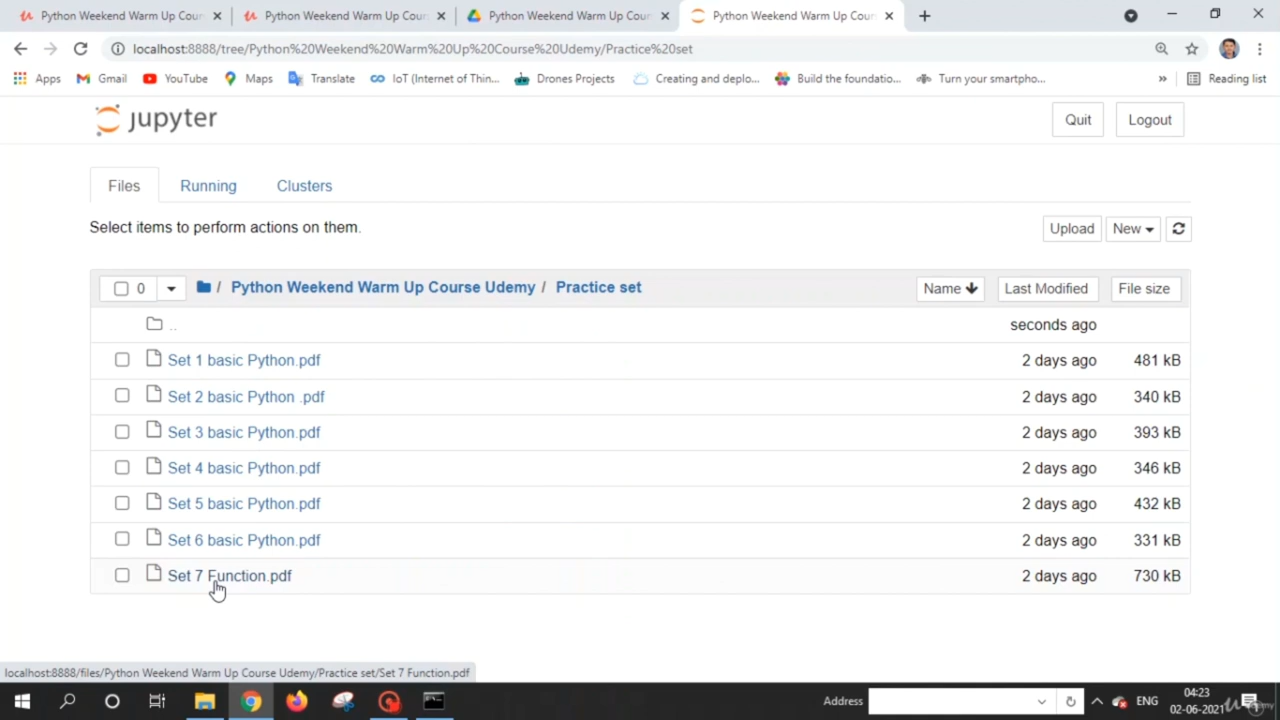 Python Weekend Warm Up Cour
Python Weekend Warm Up Cour
Python Weekend Warm Up Cour
Python Weekend Warm Up Cour
localhost:8888/tree/Python%20Weekend%20Warm%20Up%20Course%20Udemy/Practice%20set
Apps Gmail YouTube Maps Translate IoT (Internet of Thin... Drones Projects Creating and deplo... Build the foundatio... Turn your smartpho... » Reading list
jupyter Quit Logout
Files Running Clusters
Select items to perform actions on them. Upload New
0 / Python Weekend Warm Up Course Udemy / Practice set Name Last Modified File size
.. seconds ago
Set 1 basic Python.pdf 2 days ago 481 kB
Set 2 basic Python .pdf 2 days ago 340 kB
Set 3 basic Python.pdf 2 days ago 393 kB
Set 4 basic Python.pdf 2 days ago 346 kB
Set 5 basic Python.pdf 2 days ago 432 kB
Set 6 basic Python.pdf 2 days ago 331 kB
Set 7 Function.pdf 2 days ago 730 kB
localhost:8888/files/Python Weekend Warm Up Course Udemy/Practice set/Set 7 Function.pdf
Address ENG 04:23
02-06-2021